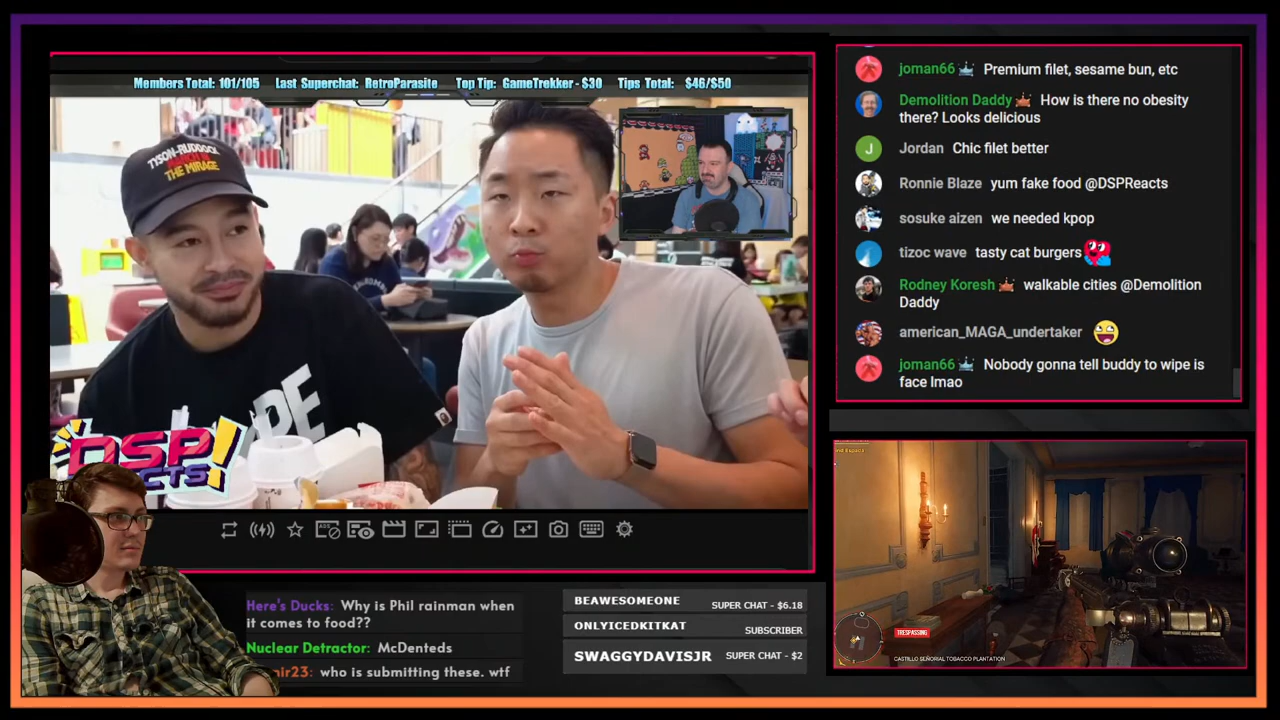 Members Total: 101/105 Last Superchat: RetroParasite Top Tip: GameTrekker - $30 Tips Total: $46/$50
TYSON-RUDDOCK
THE MIRAGE
DSP!
CTS!
joman66 Premium filet, sesame bun, etc
Demolition Daddy How is there no obesity
there? Looks delicious
Jordan Chic filet better
Ronnie Blaze yum fake food @DSPReacts
sosuke aizen we needed kpop
tizoc wave tasty cat burgers
Rodney Koresh walkable cities @Demolition
Daddy
american_MAGA_undertaker
joman66 Nobody gonna tell buddy to wipe is
face lmao
Here's Ducks: Why is Phil rainman when
it comes to food??
Nuclear Detractor: McDenteds
nir23: who is submitting these. wtf
BEAWESOMEONE SUPER CHAT - $6.18
ONLYICEDKITKAT SUBSCRIBER
SWAGGYDAVISJR SUPER CHAT - $2
TRESPASSING
CASTILLO SEÑORIAL TOBACCO PLANTATION